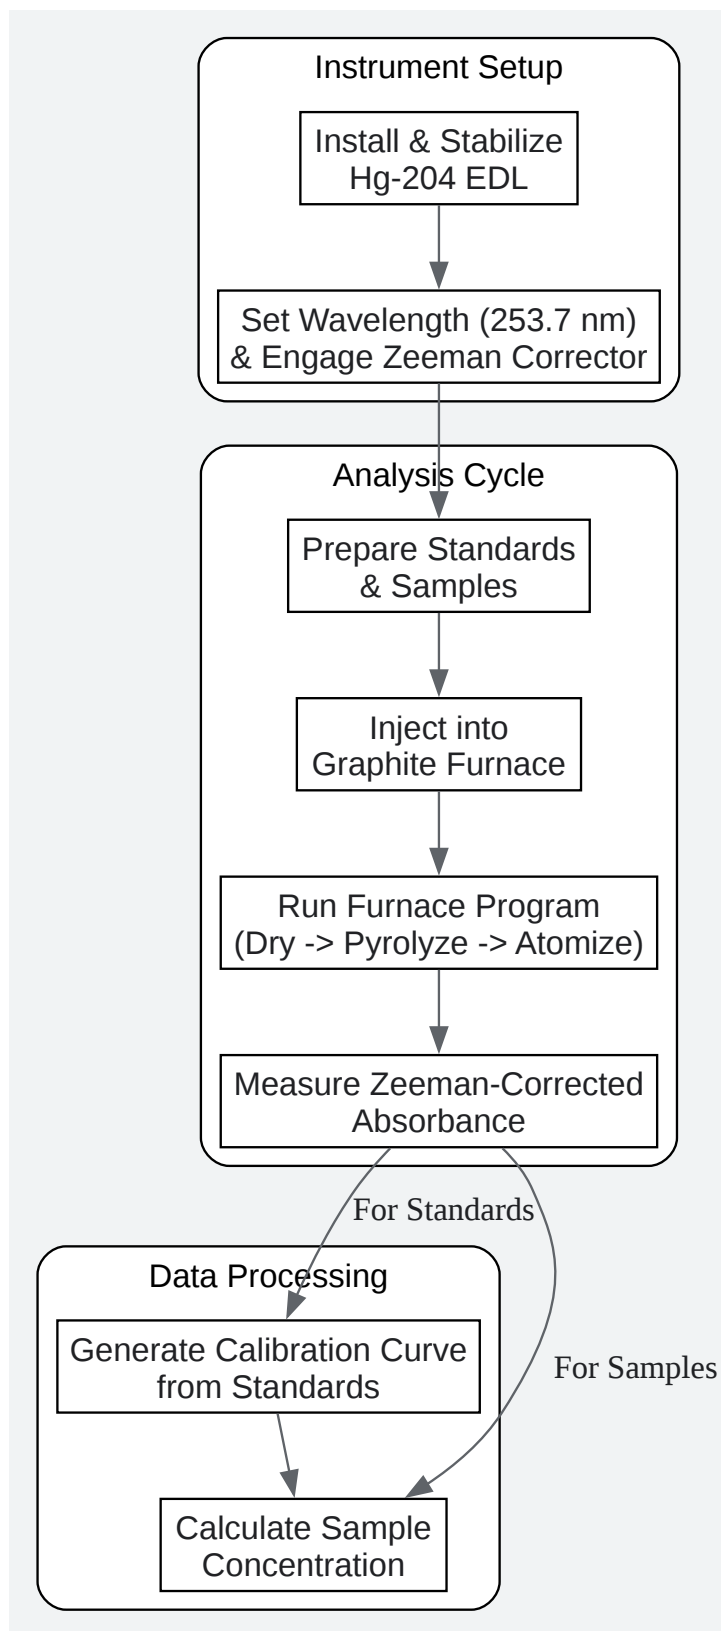 Instrument Setup
Install & Stabilize
Hg-204 EDL
Set Wavelength (253.7 nm)
& Engage Zeeman Corrector
Analysis Cycle
Prepare Standards
& Samples
Inject into
Graphite Furnace
Run Furnace Program
(Dry -> Pyrolyze -> Atomize)
Measure Zeeman-Corrected
Absorbance
For Standards
Data Processing
Generate Calibration Curve
from Standards
For Samples
Calculate Sample
Concentration